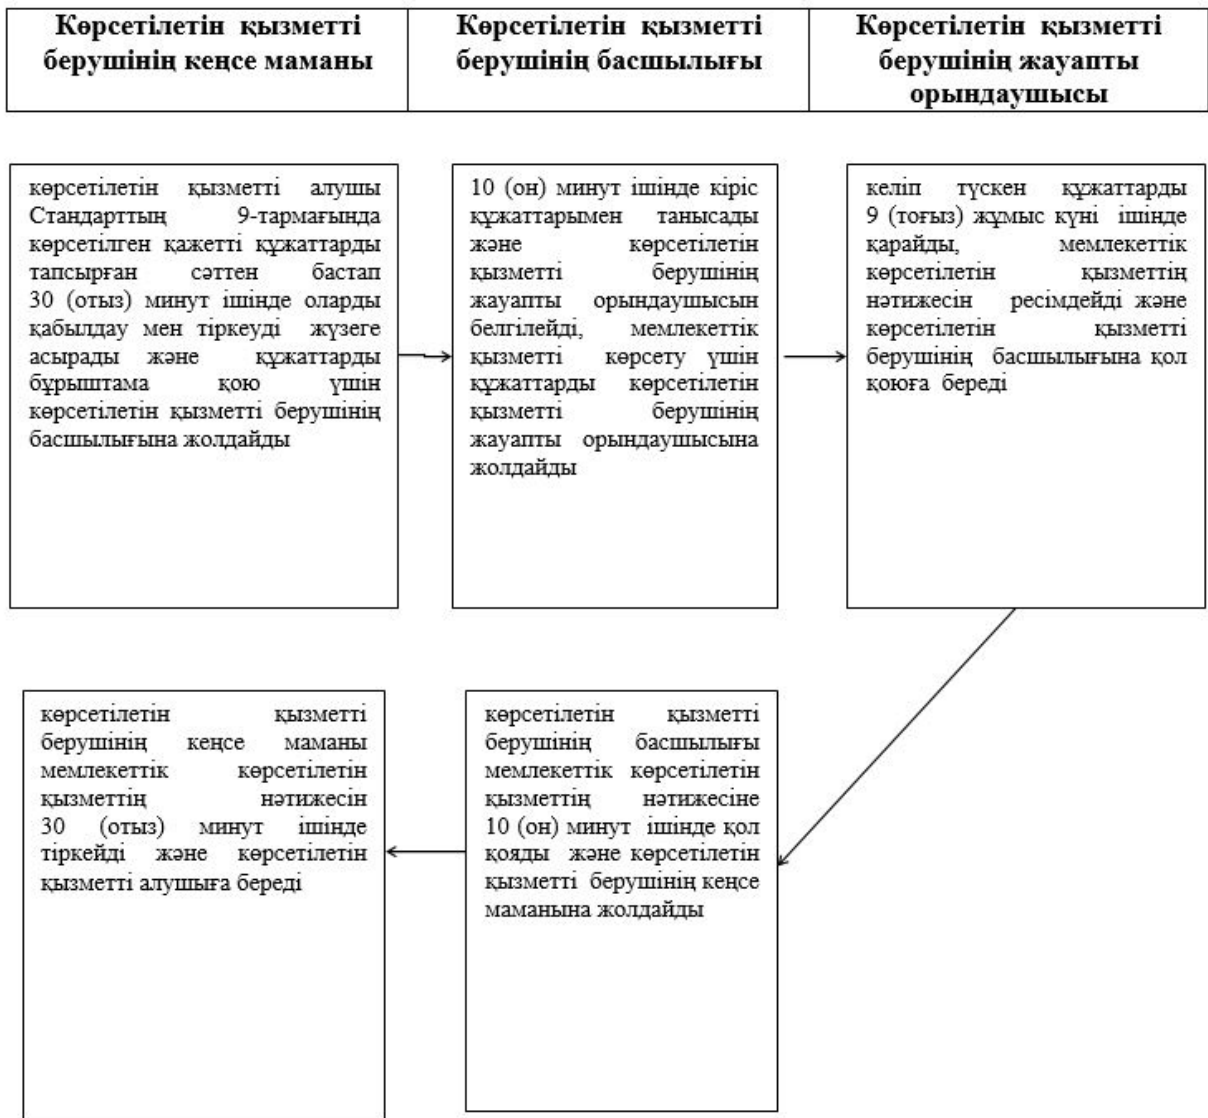 Көрсетілетін қызметті
берушінің кеңсе маманы
Көрсетілетін қызметті
берушінің басшылығы
Көрсетілетін қызметті
берушінің жауапты
орындаушысы
көрсетілетін қызметті алушы
Стандарттың 9-тармағында
көрсетілген қажетті құжаттарды
тапсырған сәттен бастап
30 (отыз) минут ішінде оларды
қабылдау мен тіркеуді жүзеге
асырады және құжаттарды
бұрыштама қою үшін
көрсетілетін қызметті берушінің
басшылығына жолдайды
10 (он) минут ішінде кіріс
құжаттарымен танысады
және көрсетілетін
қызметті берушінің
жауапты орындаушысын
белгілейді, мемлекеттік
қызметті көрсету үшін
құжаттарды көрсетілетін
қызметті берушінің
жауапты орындаушысына
жолдайды
келіп түскен құжаттарды
9 (тоғыз) жұмыс күні ішінде
қарайды, мемлекеттік
көрсетілетін қызметтің
нәтижесін ресімдейді және
көрсетілетін қызметті
берушінің басшылығына қол
қоюға береді
көрсетілетін қызметті
берушінің кеңсе маманы
мемлекеттік көрсетілетін
қызметтің нәтижесін
30 (отыз) минут ішінде
тіркейді және көрсетілетін
қызметті алушыға береді
көрсетілетін қызметті
берушінің басшылығы
мемлекеттік көрсетілетін
қызметтің нәтижесіне
10 (он) минут ішінде қол
қояды және көрсетілетін
қызметті берушінің кеңсе
маманына жолдайды